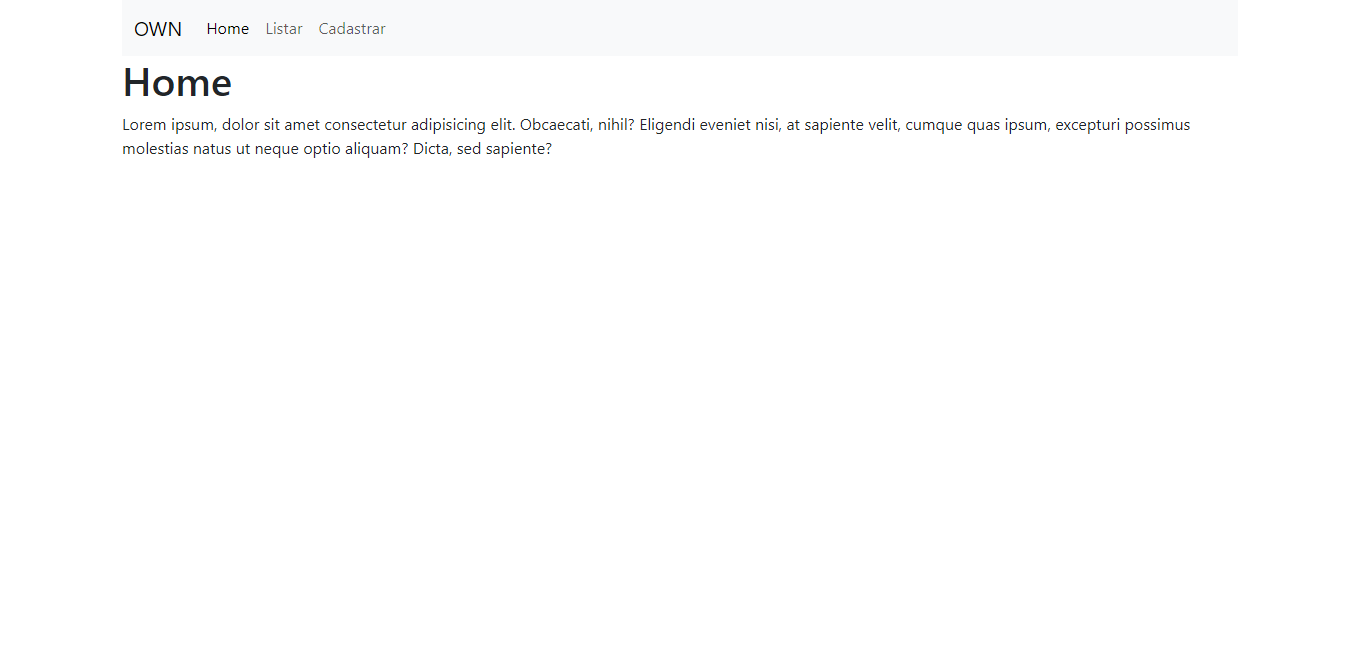 OWN Home Listar Cadastrar
Home
Lorem ipsum, dolor sit amet consectetur adipisicing elit. Obcaecati, nihil? Eligendi eveniet nisi, at sapiente velit, cumque quas ipsum, excepturi possimus
molestias natus ut neque optio aliquam? Dicta, sed sapiente?